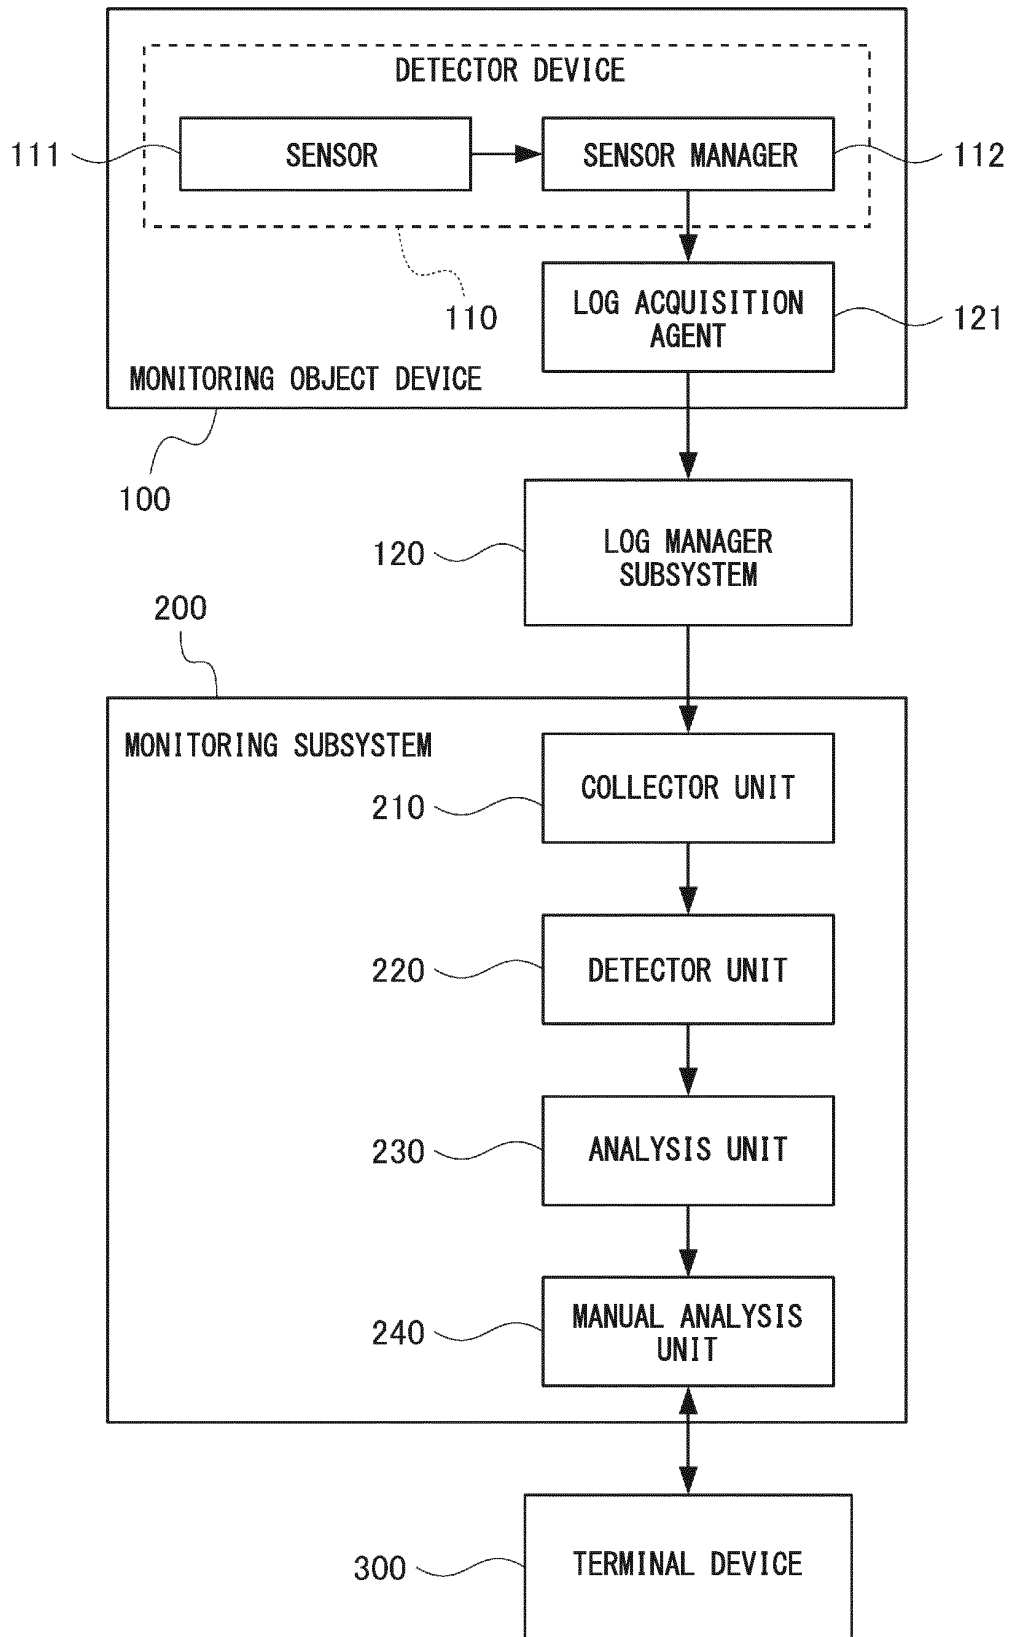 DETECTOR DEVICE
111
SENSOR
SENSOR MANAGER
112
110
LOG ACQUISITION
AGENT
121
MONITORING OBJECT DEVICE
100
120
LOG MANAGER
SUBSYSTEM
200
MONITORING SUBSYSTEM
210
COLLECTOR UNIT
220
DETECTOR UNIT
230
ANALYSIS UNIT
240
MANUAL ANALYSIS
UNIT
300
TERMINAL DEVICE